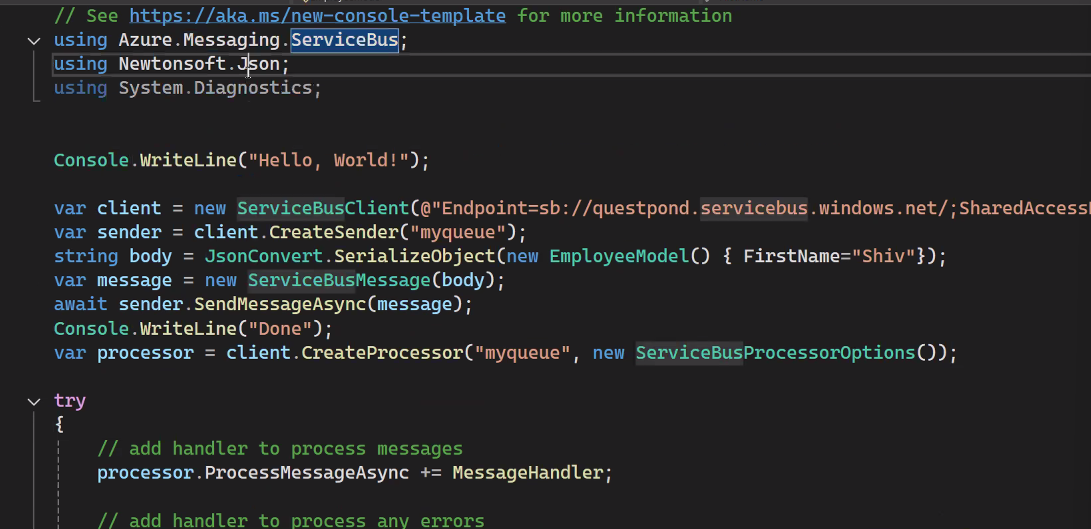 // See https://aka.ms/new-console-template for more information
using Azure.Messaging.ServiceBus;
using Newtonsoft.Json;
using System.Diagnostics;
Console.WriteLine("Hello, World!");
var client = new ServiceBusClient(@"Endpoint=sb://questpond.servicebus.windows.net/;SharedAccess
var sender = client.CreateSender("myqueue");
string body = JsonConvert.SerializeObject(new EmployeeModel() { FirstName="Shiv"});
var message = new ServiceBusMessage(body);
await sender.SendMessageAsync(message);
Console.WriteLine("Done");
var processor = client.CreateProcessor("myqueue", new ServiceBusProcessorOptions());
try
{
// add handler to process messages
processor.ProcessMessageAsync += MessageHandler;
// add handler to process any errors